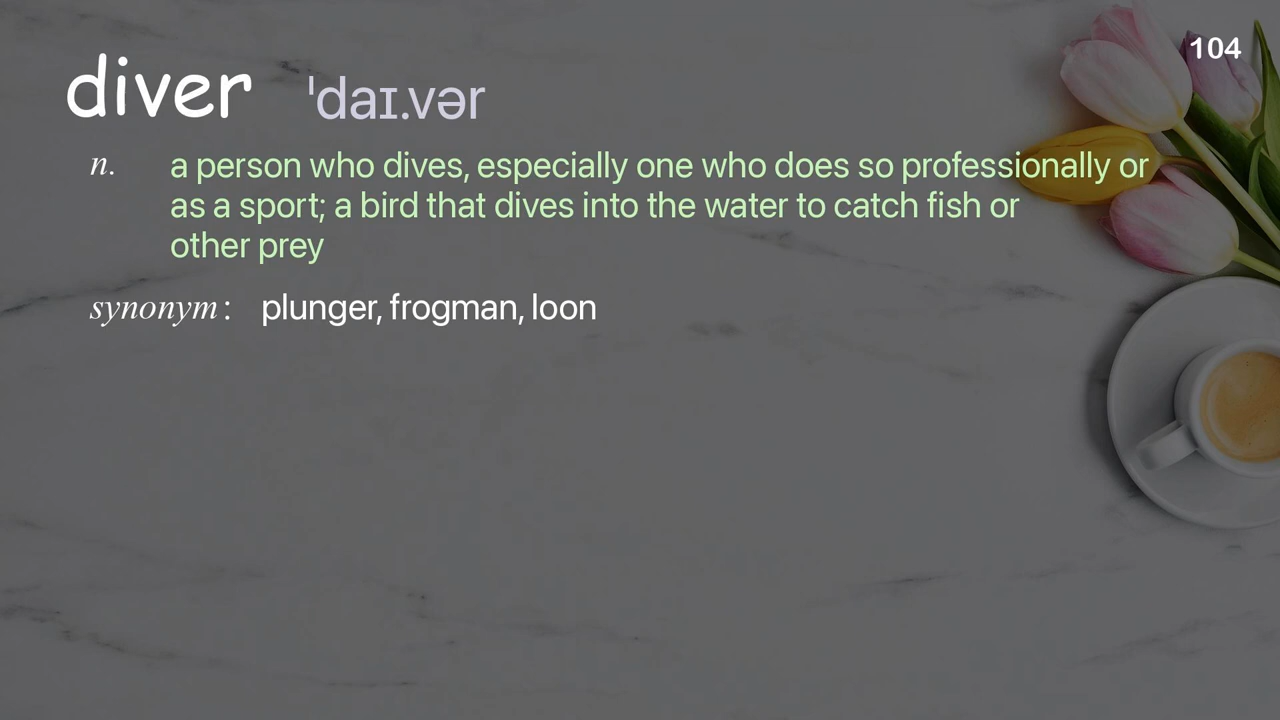 104
diver ˈdaɪ.vər
n. a person who dives, especially one who does so professionally or
as a sport; a bird that dives into the water to catch fish or
other prey
synonym: plunger, frogman, loon